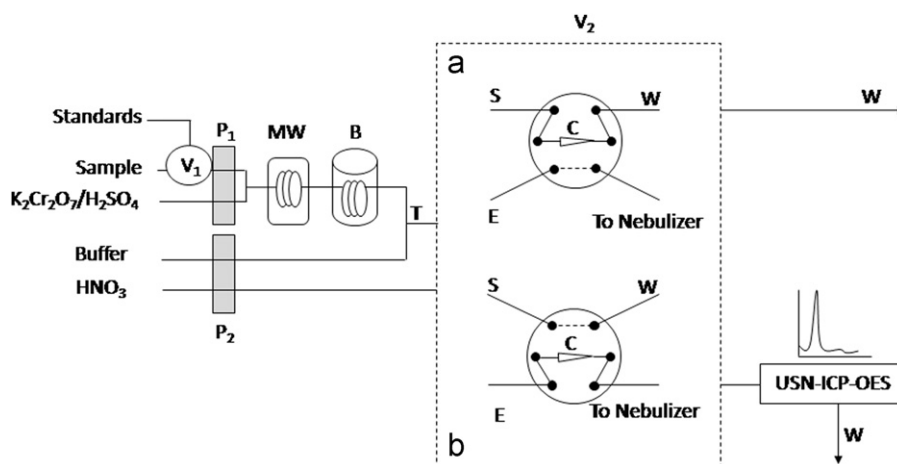 V₂
a
S
W
C
E
To Nebulizer
W
Standards
P₁
MW
B
Sample
V₁
K₂Cr₂O₇/H₂SO₄
T
Buffer
HNO₃
P₂
S
W
C
E
To Nebulizer
b
USN-ICP-OES
W